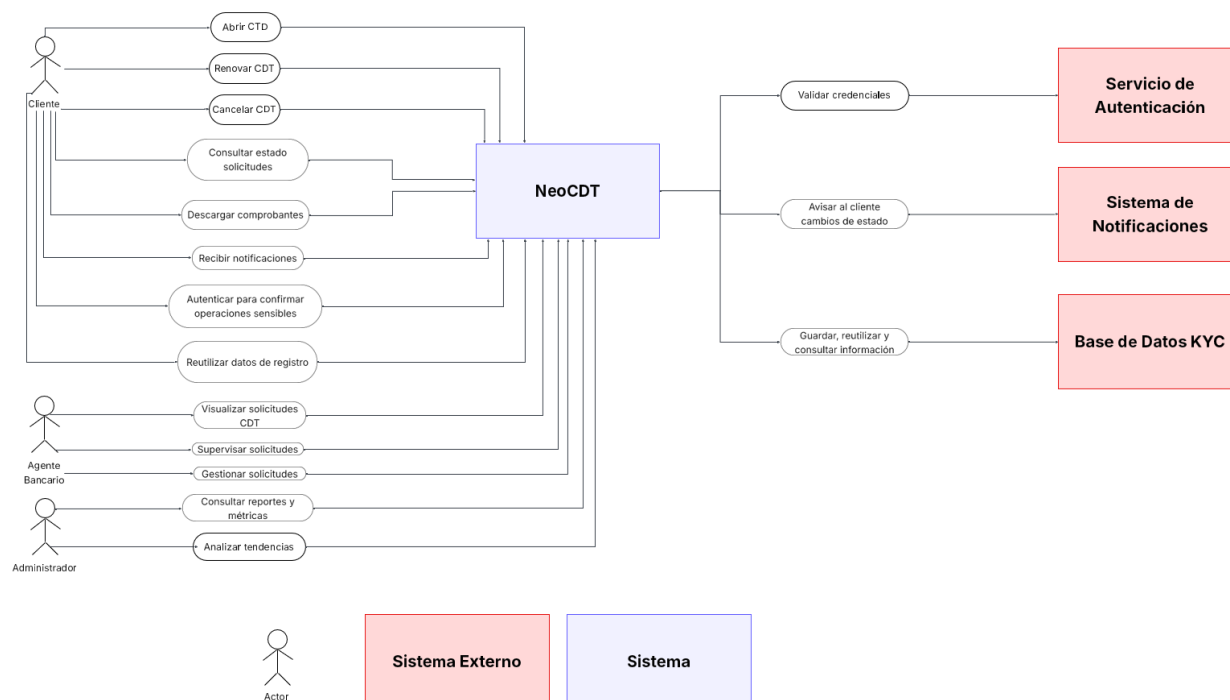 Abrir CTD
Renovar CDT
Cliente
Cancelar CDT
Consultar estado
solicitudes
Descargar comprobantes
Recibir notificaciones
Autenticar para confirmar
operaciones sensibles
Reutilizar datos de registro
NeoCDT
Validar credenciales
Servicio de
Autenticación
Avisar al cliente
cambios de estado
Sistema de
Notificaciones
Guardar, reutilizar y
consultar información
Base de Datos KYC
Agente
Bancario
Visualizar solicitudes
CDT
Supervisar solicitudes
Gestionar solicitudes
Administrador
Consultar reportes y
métricas
Analizar tendencias
Actor
Sistema Externo
Sistema